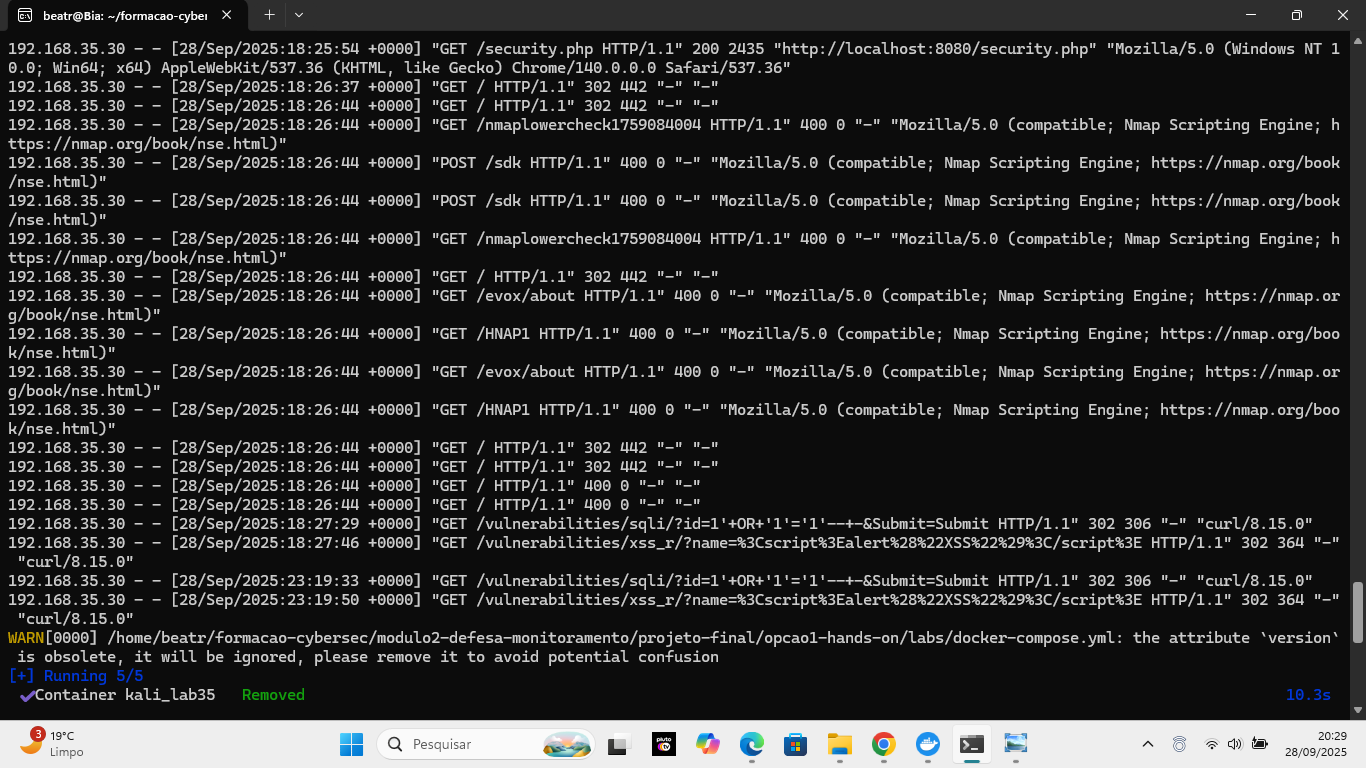 beatr@Bia: ~/formacao-cyber
192.168.35.30 - - [28/Sep/2025:18:25:54 +0000] "GET /security.php HTTP/1.1" 200 2435 "http://localhost:8080/security.php" "Mozilla/5.0 (Windows NT 1
0.0; Win64; x64) AppleWebKit/537.36 (KHTML, like Gecko) Chrome/140.0.0.0 Safari/537.36"
192.168.35.30 - - [28/Sep/2025:18:26:37 +0000] "GET / HTTP/1.1" 302 442 "-" "-"
192.168.35.30 - - [28/Sep/2025:18:26:44 +0000] "GET / HTTP/1.1" 302 442 "-" "-"
192.168.35.30 - - [28/Sep/2025:18:26:44 +0000] "GET /nmaplowercheck1759084004 HTTP/1.1" 400 0 "-" "Mozilla/5.0 (compatible; Nmap Scripting Engine; h
ttps://nmap.org/book/nse.html)"
192.168.35.30 - - [28/Sep/2025:18:26:44 +0000] "POST /sdk HTTP/1.1" 400 0 "-" "Mozilla/5.0 (compatible; Nmap Scripting Engine; https://nmap.org/book
/nse.html)"
192.168.35.30 - - [28/Sep/2025:18:26:44 +0000] "POST /sdk HTTP/1.1" 400 0 "-" "Mozilla/5.0 (compatible; Nmap Scripting Engine; https://nmap.org/book
/nse.html)"
192.168.35.30 - - [28/Sep/2025:18:26:44 +0000] "GET /nmaplowercheck1759084004 HTTP/1.1" 400 0 "-" "Mozilla/5.0 (compatible; Nmap Scripting Engine; h
ttps://nmap.org/book/nse.html)"
192.168.35.30 - - [28/Sep/2025:18:26:44 +0000] "GET / HTTP/1.1" 302 442 "-" "-"
192.168.35.30 - - [28/Sep/2025:18:26:44 +0000] "GET /evox/about HTTP/1.1" 400 0 "-" "Mozilla/5.0 (compatible; Nmap Scripting Engine; https://nmap.or
g/book/nse.html)"
192.168.35.30 - - [28/Sep/2025:18:26:44 +0000] "GET /HNAP1 HTTP/1.1" 400 0 "-" "Mozilla/5.0 (compatible; Nmap Scripting Engine; https://nmap.org/boo
k/nse.html)"
192.168.35.30 - - [28/Sep/2025:18:26:44 +0000] "GET /evox/about HTTP/1.1" 400 0 "-" "Mozilla/5.0 (compatible; Nmap Scripting Engine; https://nmap.or
g/book/nse.html)"
192.168.35.30 - - [28/Sep/2025:18:26:44 +0000] "GET /HNAP1 HTTP/1.1" 400 0 "-" "Mozilla/5.0 (compatible; Nmap Scripting Engine; https://nmap.org/boo
k/nse.html)"
192.168.35.30 - - [28/Sep/2025:18:26:44 +0000] "GET / HTTP/1.1" 302 442 "-" "-"
192.168.35.30 - - [28/Sep/2025:18:26:44 +0000] "GET / HTTP/1.1" 302 442 "-" "-"
192.168.35.30 - - [28/Sep/2025:18:26:44 +0000] "GET / HTTP/1.1" 400 0 "-" "-"
192.168.35.30 - - [28/Sep/2025:18:26:44 +0000] "GET / HTTP/1.1" 400 0 "-" "-"
192.168.35.30 - - [28/Sep/2025:18:27:29 +0000] "GET /vulnerabilities/sqli/?id=1'+OR+'1'='1'--+-&Submit=Submit HTTP/1.1" 302 306 "-" "curl/8.15.0"
192.168.35.30 - - [28/Sep/2025:18:27:46 +0000] "GET /vulnerabilities/xss_r/?name=%3Cscript%3Ealert%28%22XSS%22%29%3C/script%3E HTTP/1.1" 302 364 "-"
 "curl/8.15.0"
192.168.35.30 - - [28/Sep/2025:23:19:33 +0000] "GET /vulnerabilities/sqli/?id=1'+OR+'1'='1'--+-&Submit=Submit HTTP/1.1" 302 306 "-" "curl/8.15.0"
192.168.35.30 - - [28/Sep/2025:23:19:50 +0000] "GET /vulnerabilities/xss_r/?name=%3Cscript%3Ealert%28%22XSS%22%29%3C/script%3E HTTP/1.1" 302 364 "-"
 "curl/8.15.0"
WARN[0000] /home/beatr/formacao-cybersec/modulo2-defesa-monitoramento/projeto-final/opcao1-hands-on/labs/docker-compose.yml: the attribute `version`
 is obsolete, it will be ignored, please remove it to avoid potential confusion
[+] Running 5/5
Container kali_lab35 Removed 10.3s
3 19°C
Limpo
Pesquisar
pluto tv
20:29
28/09/2025